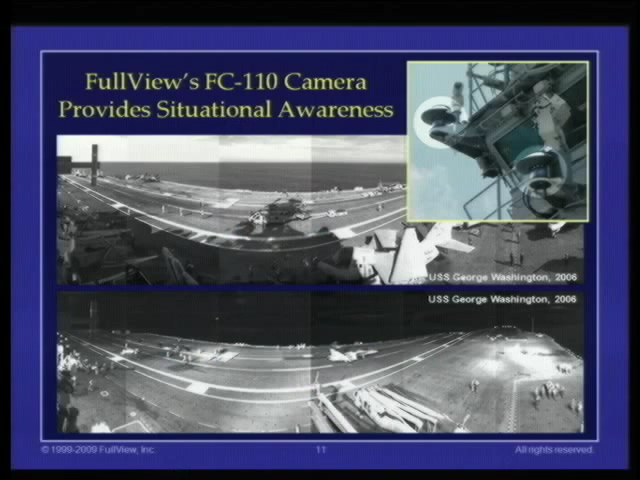 FullView's FC-110 Camera
Provides Situational Awareness
USS George Washington, 2006
USS George Washington, 2006
© 1999-2009 FullView, Inc.
11
All rights reserved.